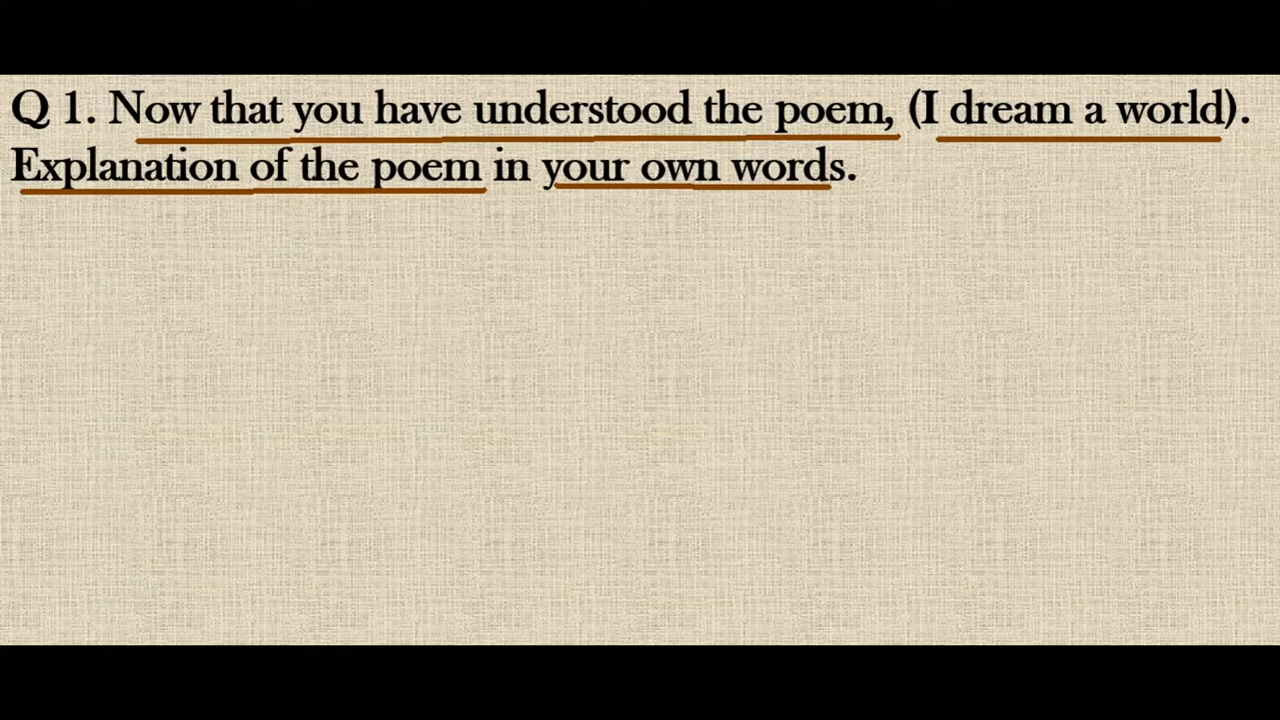 Q 1. Now that you have understood the poem, (I dream a world).
Explanation of the poem in your own words.